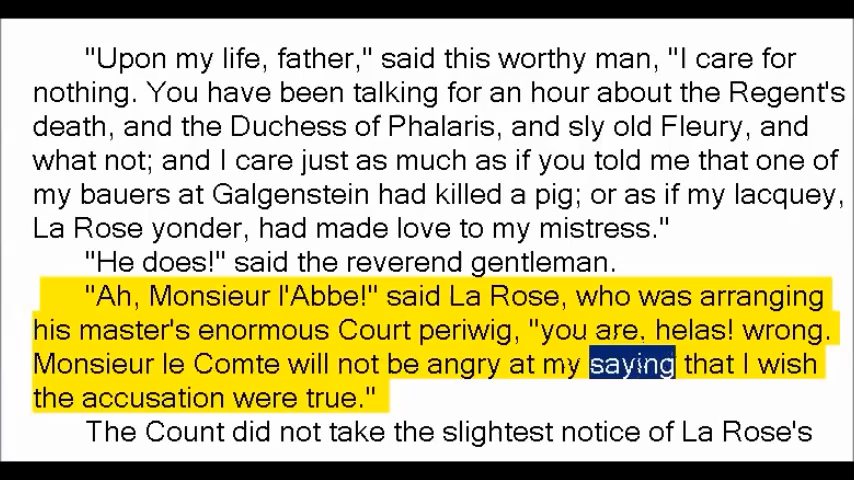 "Upon my life, father," said this worthy man, "I care for
nothing. You have been talking for an hour about the Regent's
death, and the Duchess of Phalaris, and sly old Fleury, and
what not; and I care just as much as if you told me that one of
my bauers at Galgenstein had killed a pig; or as if my lacquey,
La Rose yonder, had made love to my mistress."
"He does!" said the reverend gentleman.
"Ah, Monsieur l'Abbe!" said La Rose, who was arranging
his master's enormous Court periwig, "you are, helas! wrong.
Monsieur le Comte will not be angry at my saying that I wish
the accusation were true."
The Count did not take the slightest notice of La Rose's